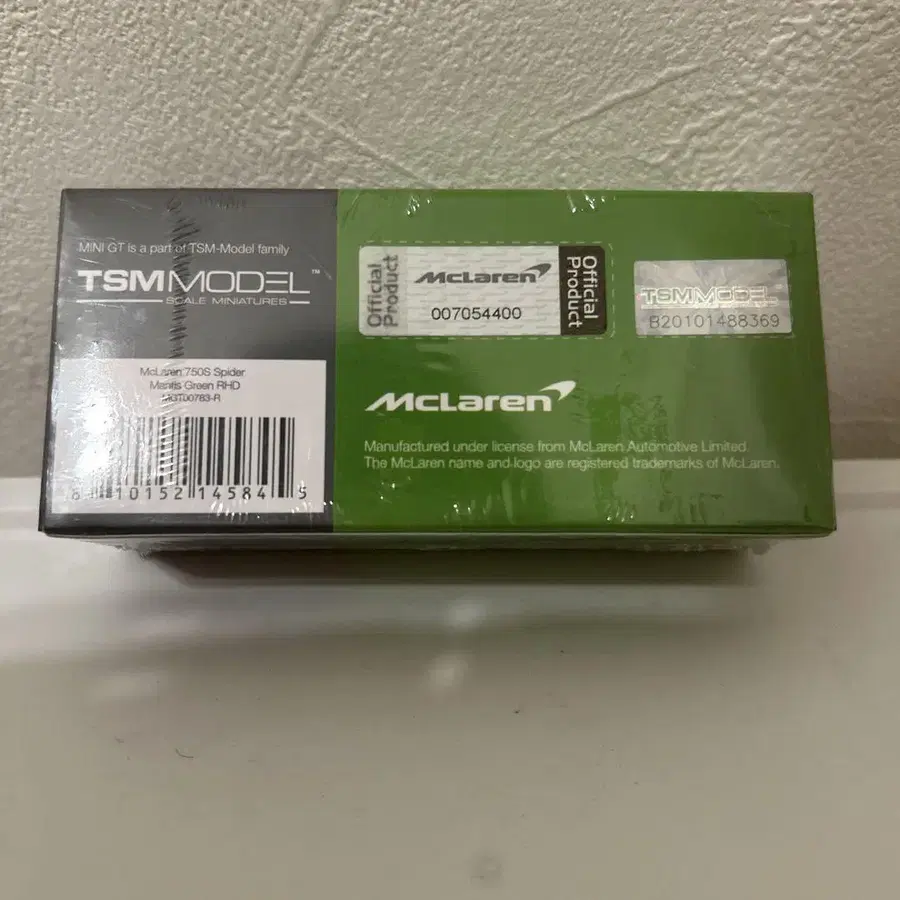 MINI GT is a part of TSM-Model family
TSMMODEL™
SCALE MINIATURES
McLaren 750S Spider
Mantis Green RHD
MGT00783-R
8 10152 14584 5
Official
Product
McLaren
007054400
Official
Product
TSMMODEL
B20101488369
McLaren
Manufactured under license from McLaren Automotive Limited.
The McLaren name and logo are registered trademarks of McLaren.